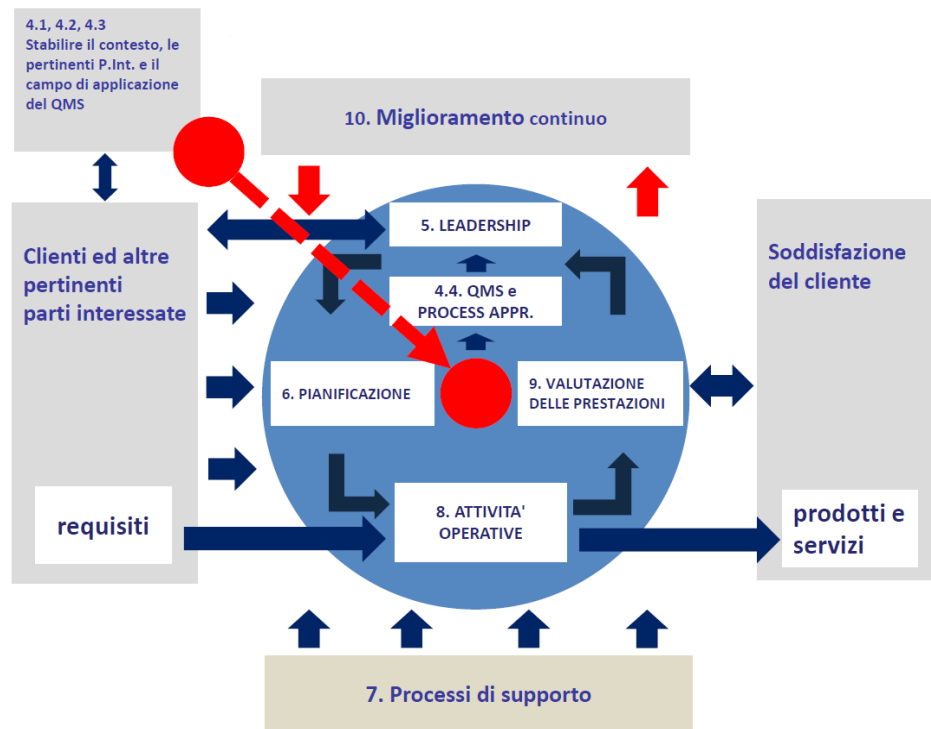 4.1, 4.2, 4.3
Stabilire il contesto, le
pertinenti P.Int. e il
campo di applicazione
del QMS
10. Miglioramento continuo
5. LEADERSHIP
Clienti ed altre
pertinenti
parti interessate
4.4. QMS e
PROCESS APPR.
Soddisfazione
del cliente
6. PIANIFICAZIONE
9. VALUTAZIONE
DELLE PRESTAZIONI
requisiti
8. ATTIVITA'
OPERATIVE
prodotti e
servizi
7. Processi di supporto